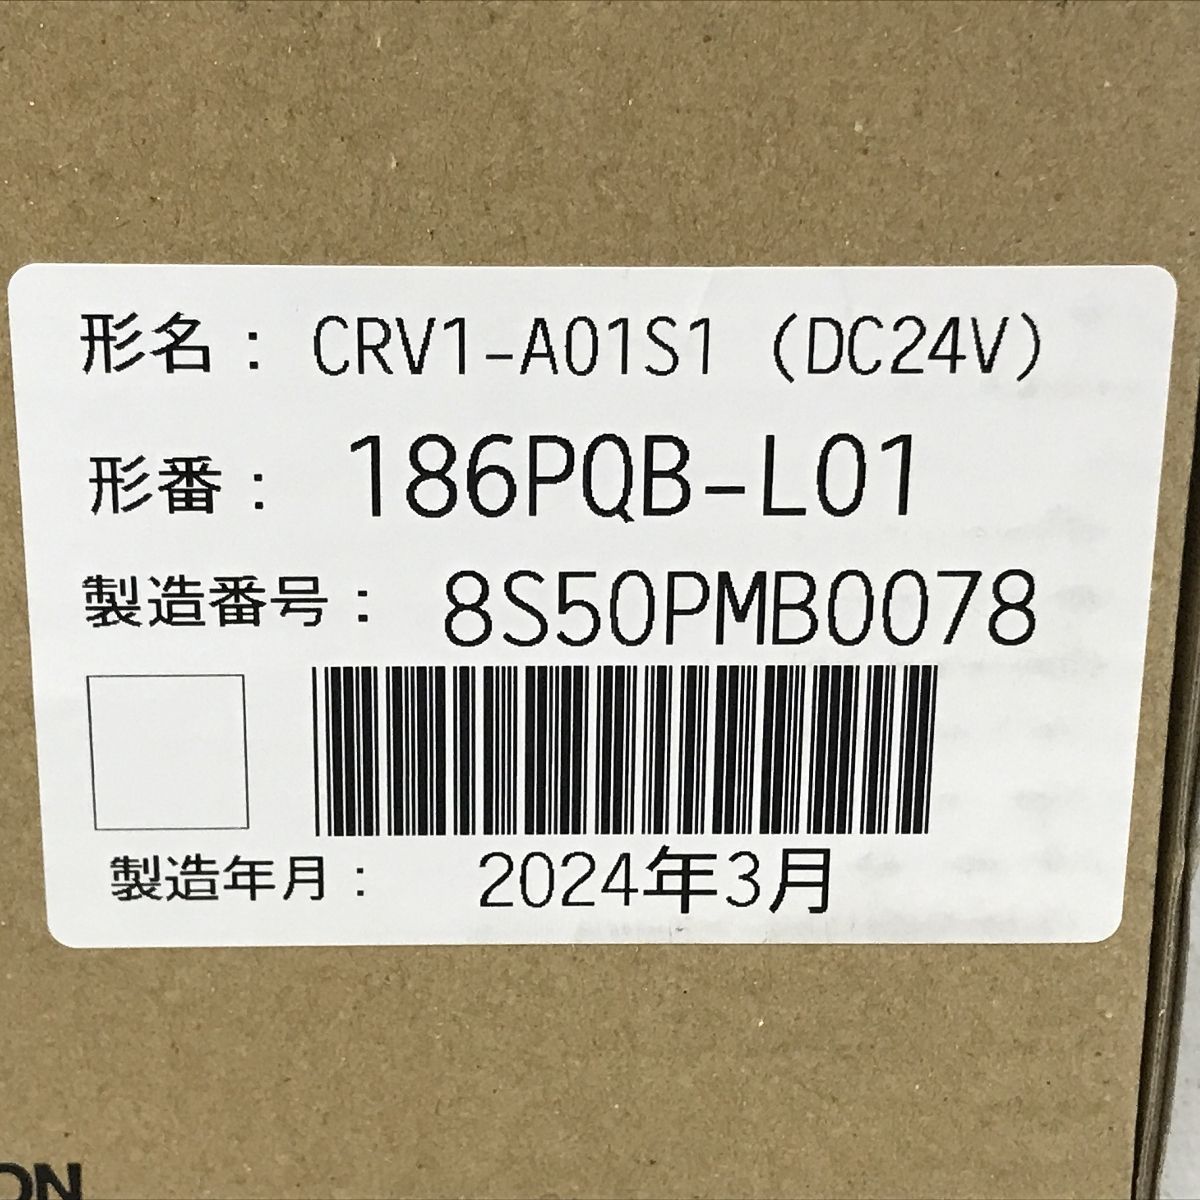 形名： CRV1-A01S1 (DC24V)
形番： 186PQB-L01
製造番号： 8S50PMB0078
製造年月： 2024年3月
ON